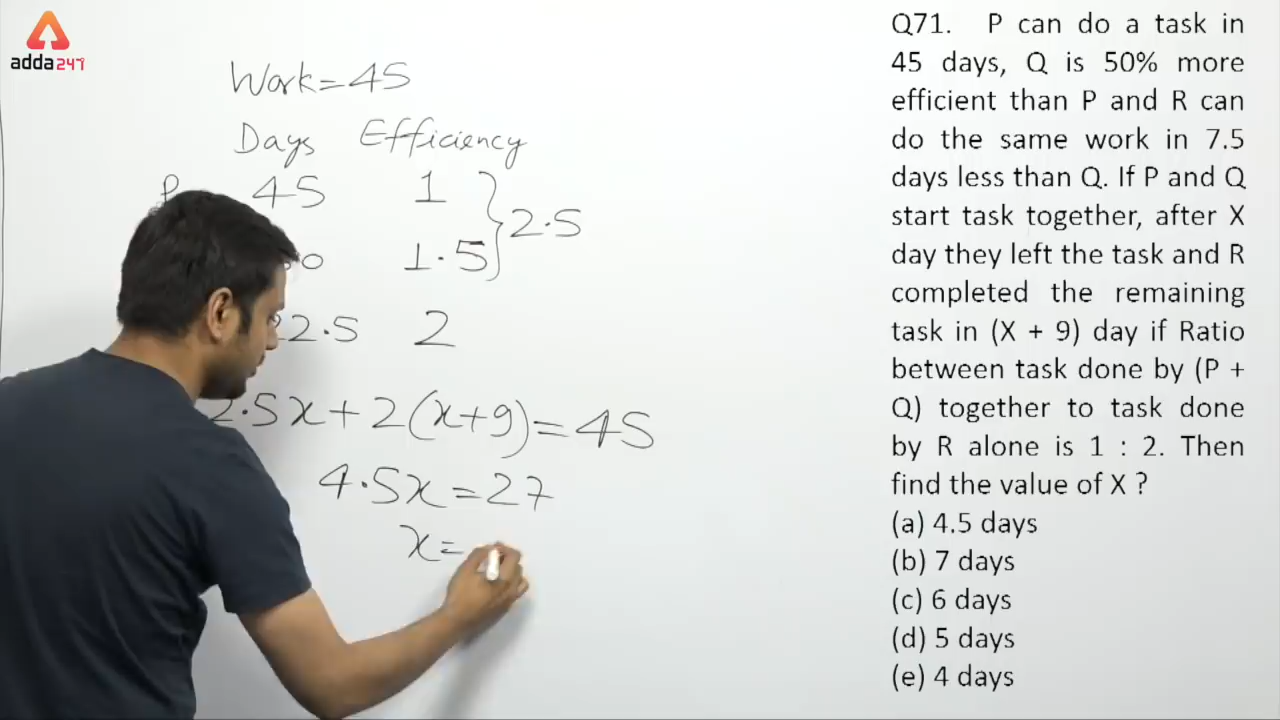 adda247
Work=45
Days Efficiency
P 45 1
1.5
2.5
2.5 2
2.5x+2(x+9)=45
4.5x=27
x=
Q71. P can do a task in
45 days, Q is 50% more
efficient than P and R can
do the same work in 7.5
days less than Q. If P and Q
start task together, after X
day they left the task and R
completed the remaining
task in (X + 9) day if Ratio
between task done by (P +
Q) together to task done
by R alone is 1 : 2. Then
find the value of X ?
(a) 4.5 days
(b) 7 days
(c) 6 days
(d) 5 days
(e) 4 days